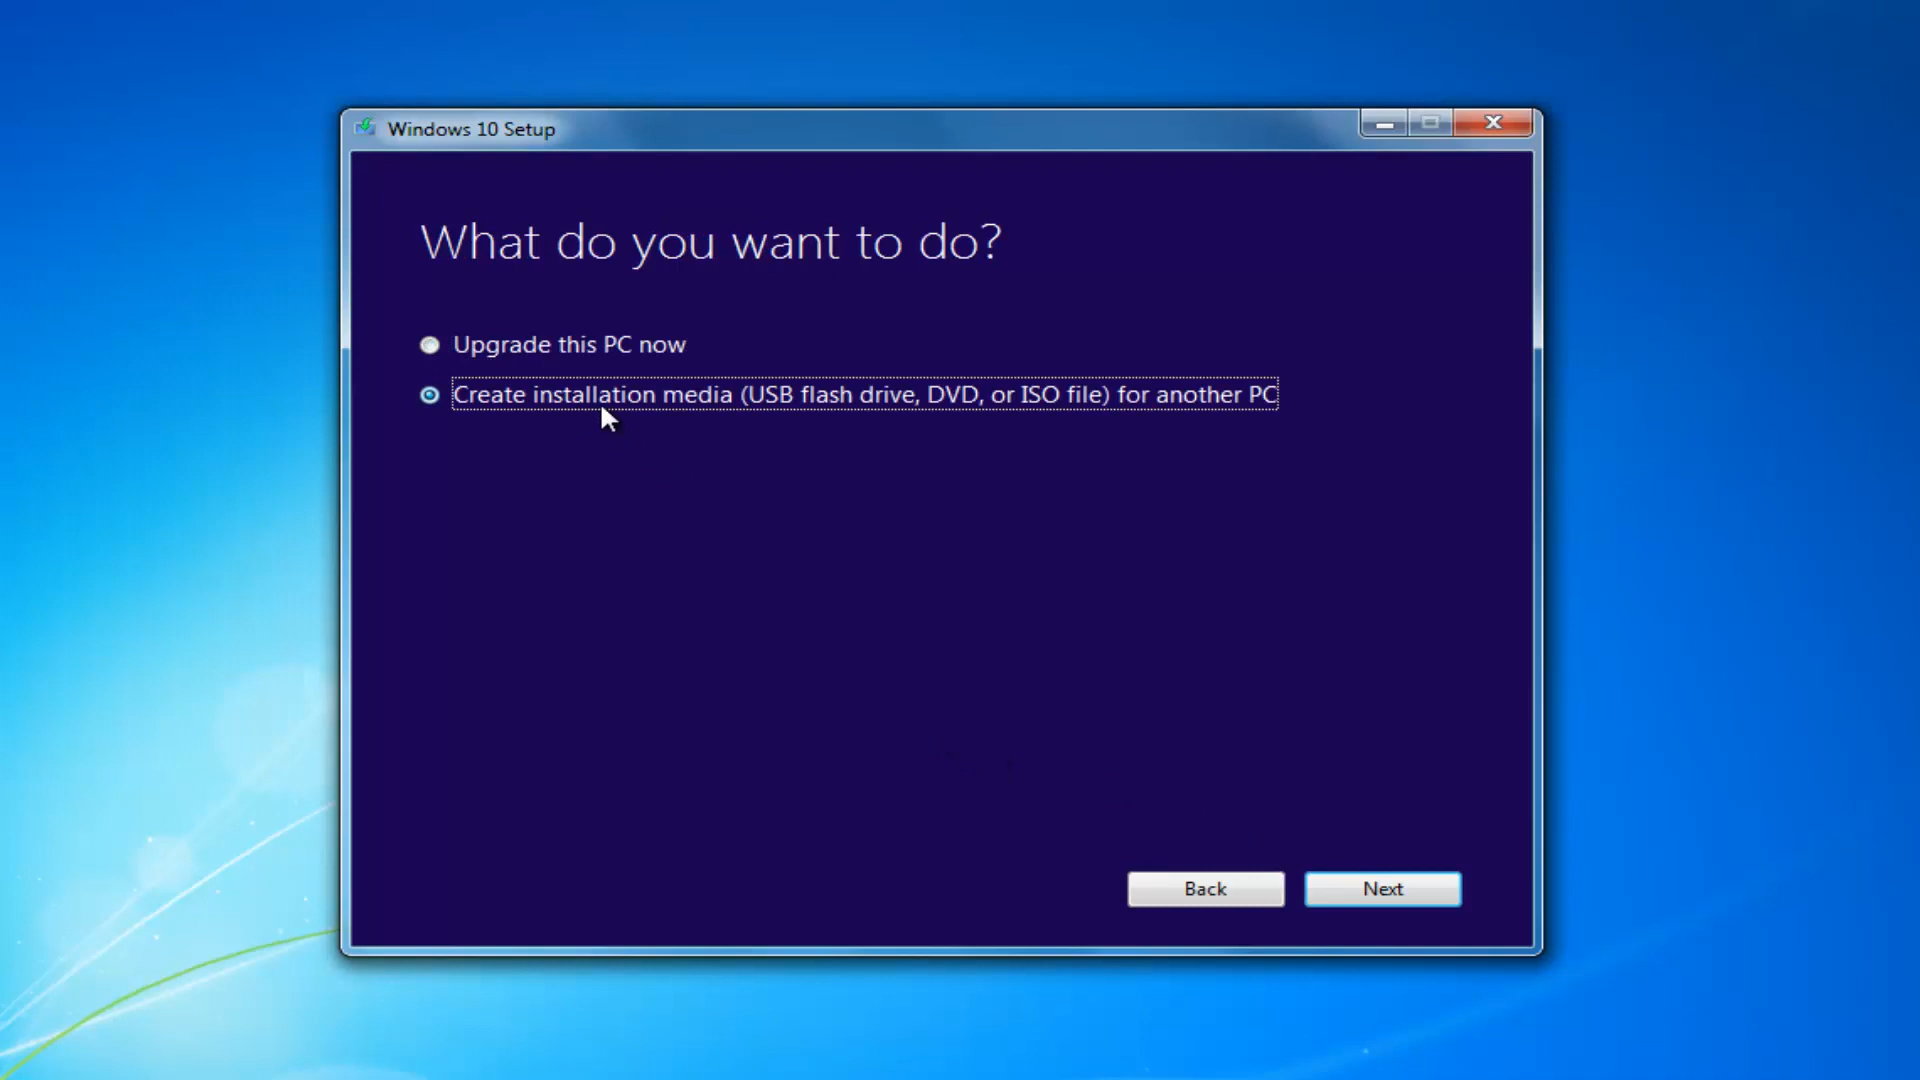 Windows 10 Setup
What do you want to do?
Upgrade this PC now
Create installation media (USB flash drive, DVD, or ISO file) for another PC
Back Next